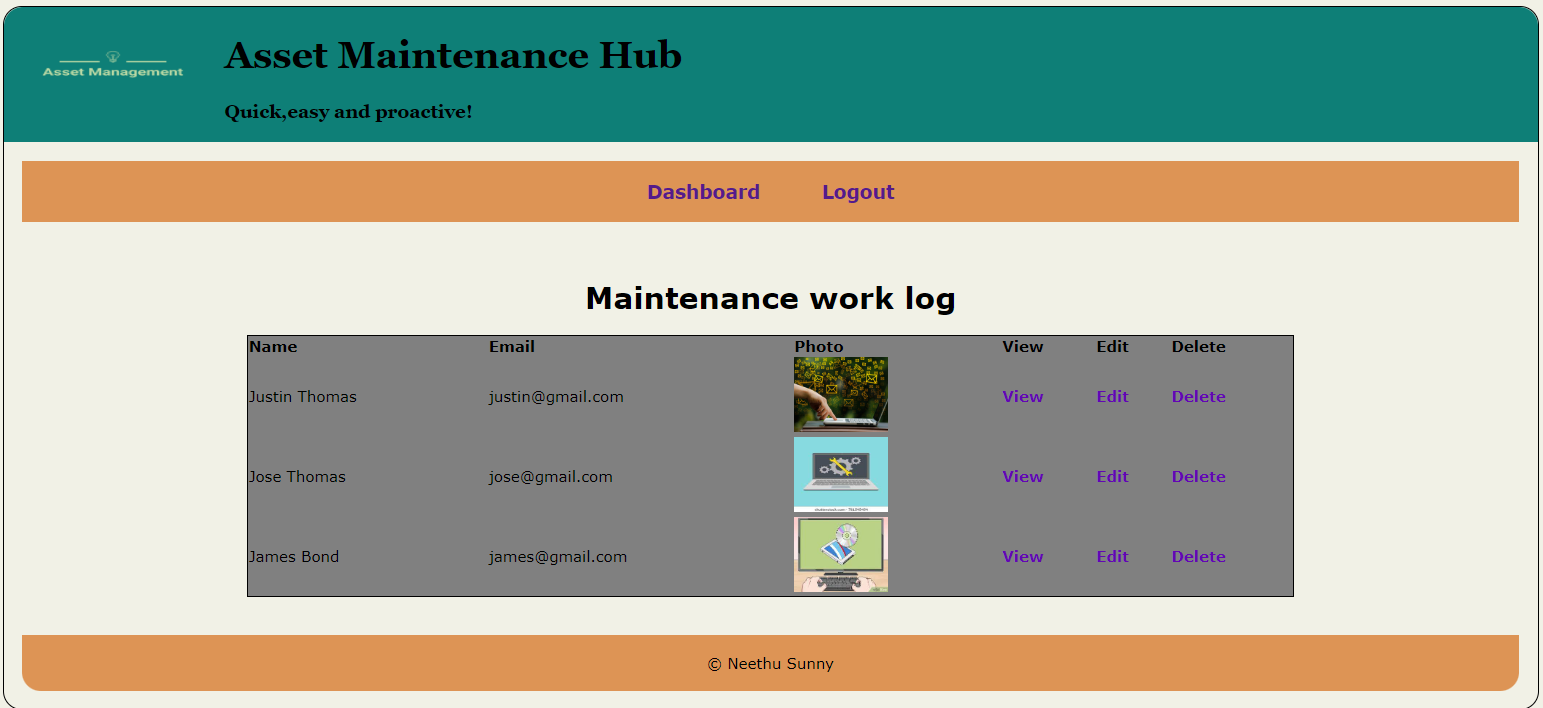 Asset Management
Asset Maintenance Hub
Quick,easy and proactive!
Dashboard Logout
Maintenance work log
Name Email Photo View Edit Delete
Justin Thomas justin@gmail.com View Edit Delete
Jose Thomas jose@gmail.com View Edit Delete
James Bond james@gmail.com View Edit Delete
© Neethu Sunny